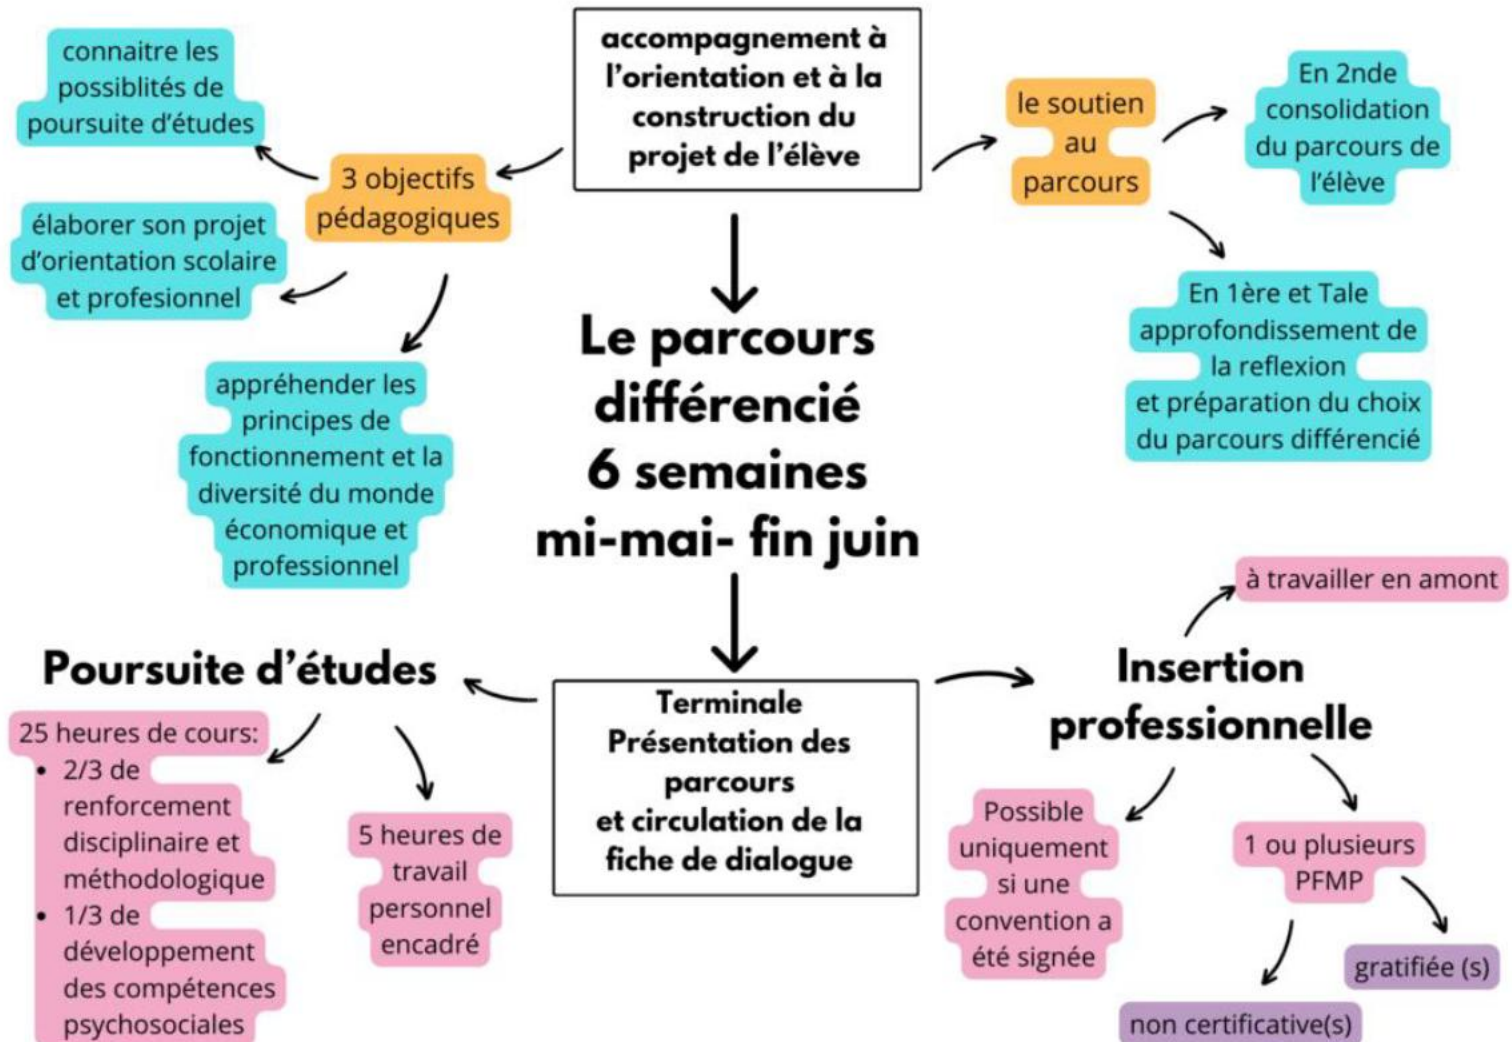 accompagnement à
l'orientation et à la
construction du
projet de l'élève
3 objectifs
pédagogiques
connaitre les
possiblités de
poursuite d'études
élaborer son projet
d'orientation scolaire
et profesionnel
appréhender les
principes de
fonctionnement et la
diversité du monde
économique et
professionnel
le soutien
au
parcours
En 2nde
consolidation
du parcours de
l'élève
En 1ère et Tale
approfondissement de
la reflexion
et préparation du choix
du parcours différencié
Le parcours
différencié
6 semaines
mi-mai- fin juin
Terminale
Présentation des
parcours
et circulation de la
fiche de dialogue
Poursuite d'études
25 heures de cours:
• 2/3 de
renforcement
disciplinaire et
méthodologique
• 1/3 de
développement
des compétences
psychosociales
5 heures de
travail
personnel
encadré
Insertion
professionnelle
à travailler en amont
Possible
uniquement
si une
convention a
été signée
1 ou plusieurs
PFMP
gratifiée (s)
non certificative(s)